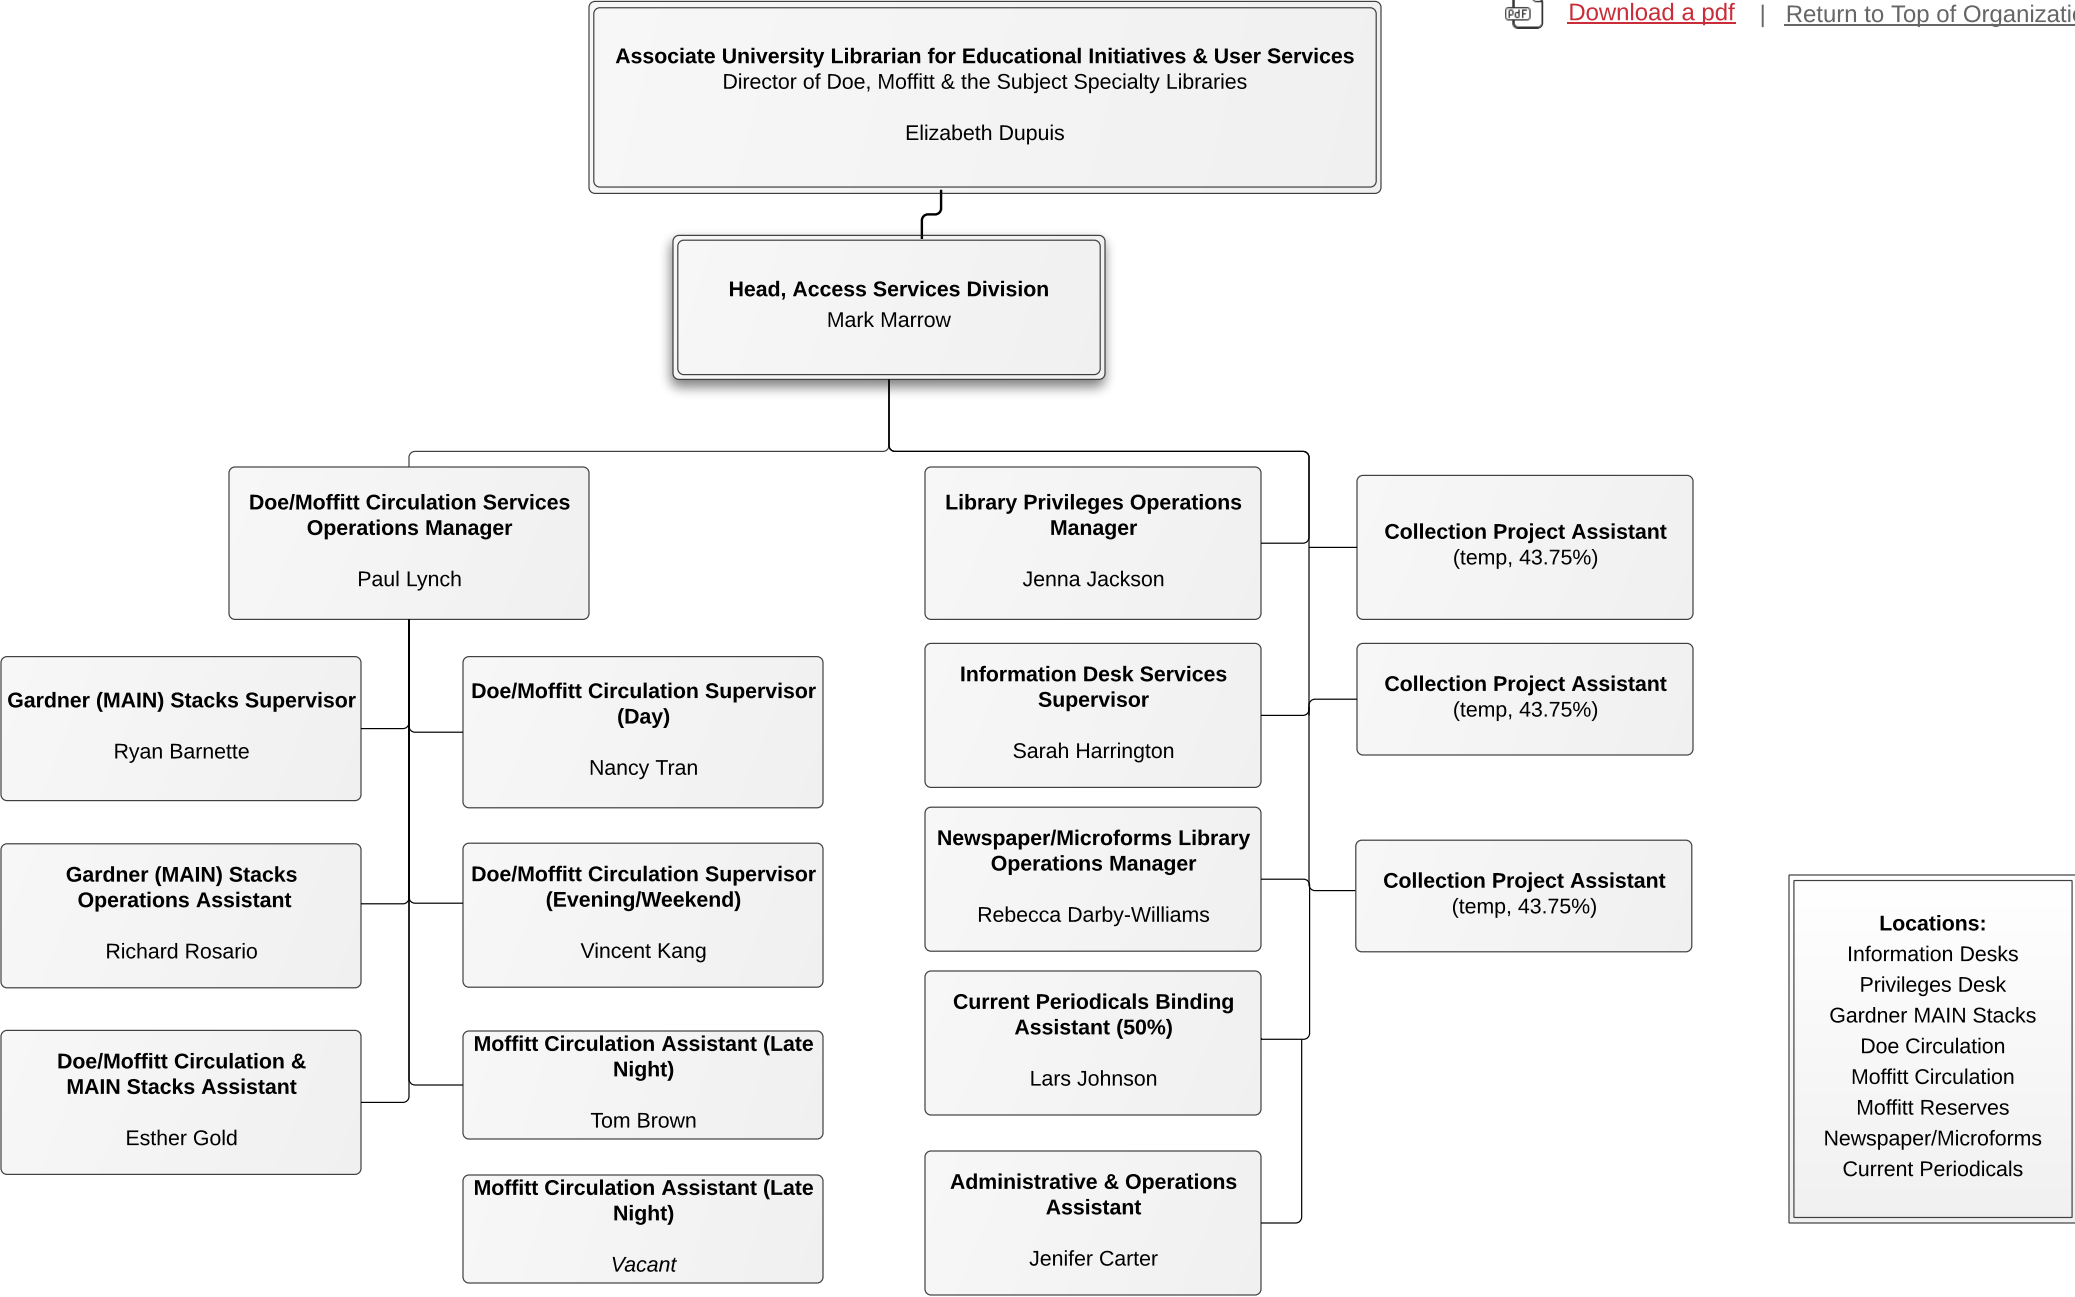 PdF
Download a pdf | Return to Top of Organizati
Associate University Librarian for Educational Initiatives & User Services
Director of Doe, Moffitt & the Subject Specialty Libraries
Elizabeth Dupuis
Head, Access Services Division
Mark Marrow
Doe/Moffitt Circulation Services
Operations Manager
Paul Lynch
Library Privileges Operations
Manager
Jenna Jackson
Collection Project Assistant
(temp, 43.75%)
Gardner (MAIN) Stacks Supervisor
Ryan Barnette
Doe/Moffitt Circulation Supervisor
(Day)
Nancy Tran
Information Desk Services
Supervisor
Sarah Harrington
Collection Project Assistant
(temp, 43.75%)
Gardner (MAIN) Stacks
Operations Assistant
Richard Rosario
Doe/Moffitt Circulation Supervisor
(Evening/Weekend)
Vincent Kang
Newspaper/Microforms Library
Operations Manager
Rebecca Darby-Williams
Collection Project Assistant
(temp, 43.75%)
Doe/Moffitt Circulation &
MAIN Stacks Assistant
Esther Gold
Moffitt Circulation Assistant (Late
Night)
Tom Brown
Current Periodicals Binding
Assistant (50%)
Lars Johnson
Moffitt Circulation Assistant (Late
Night)
Vacant
Administrative & Operations
Assistant
Jenifer Carter
Locations:
Information Desks
Privileges Desk
Gardner MAIN Stacks
Doe Circulation
Moffitt Circulation
Moffitt Reserves
Newspaper/Microforms
Current Periodicals